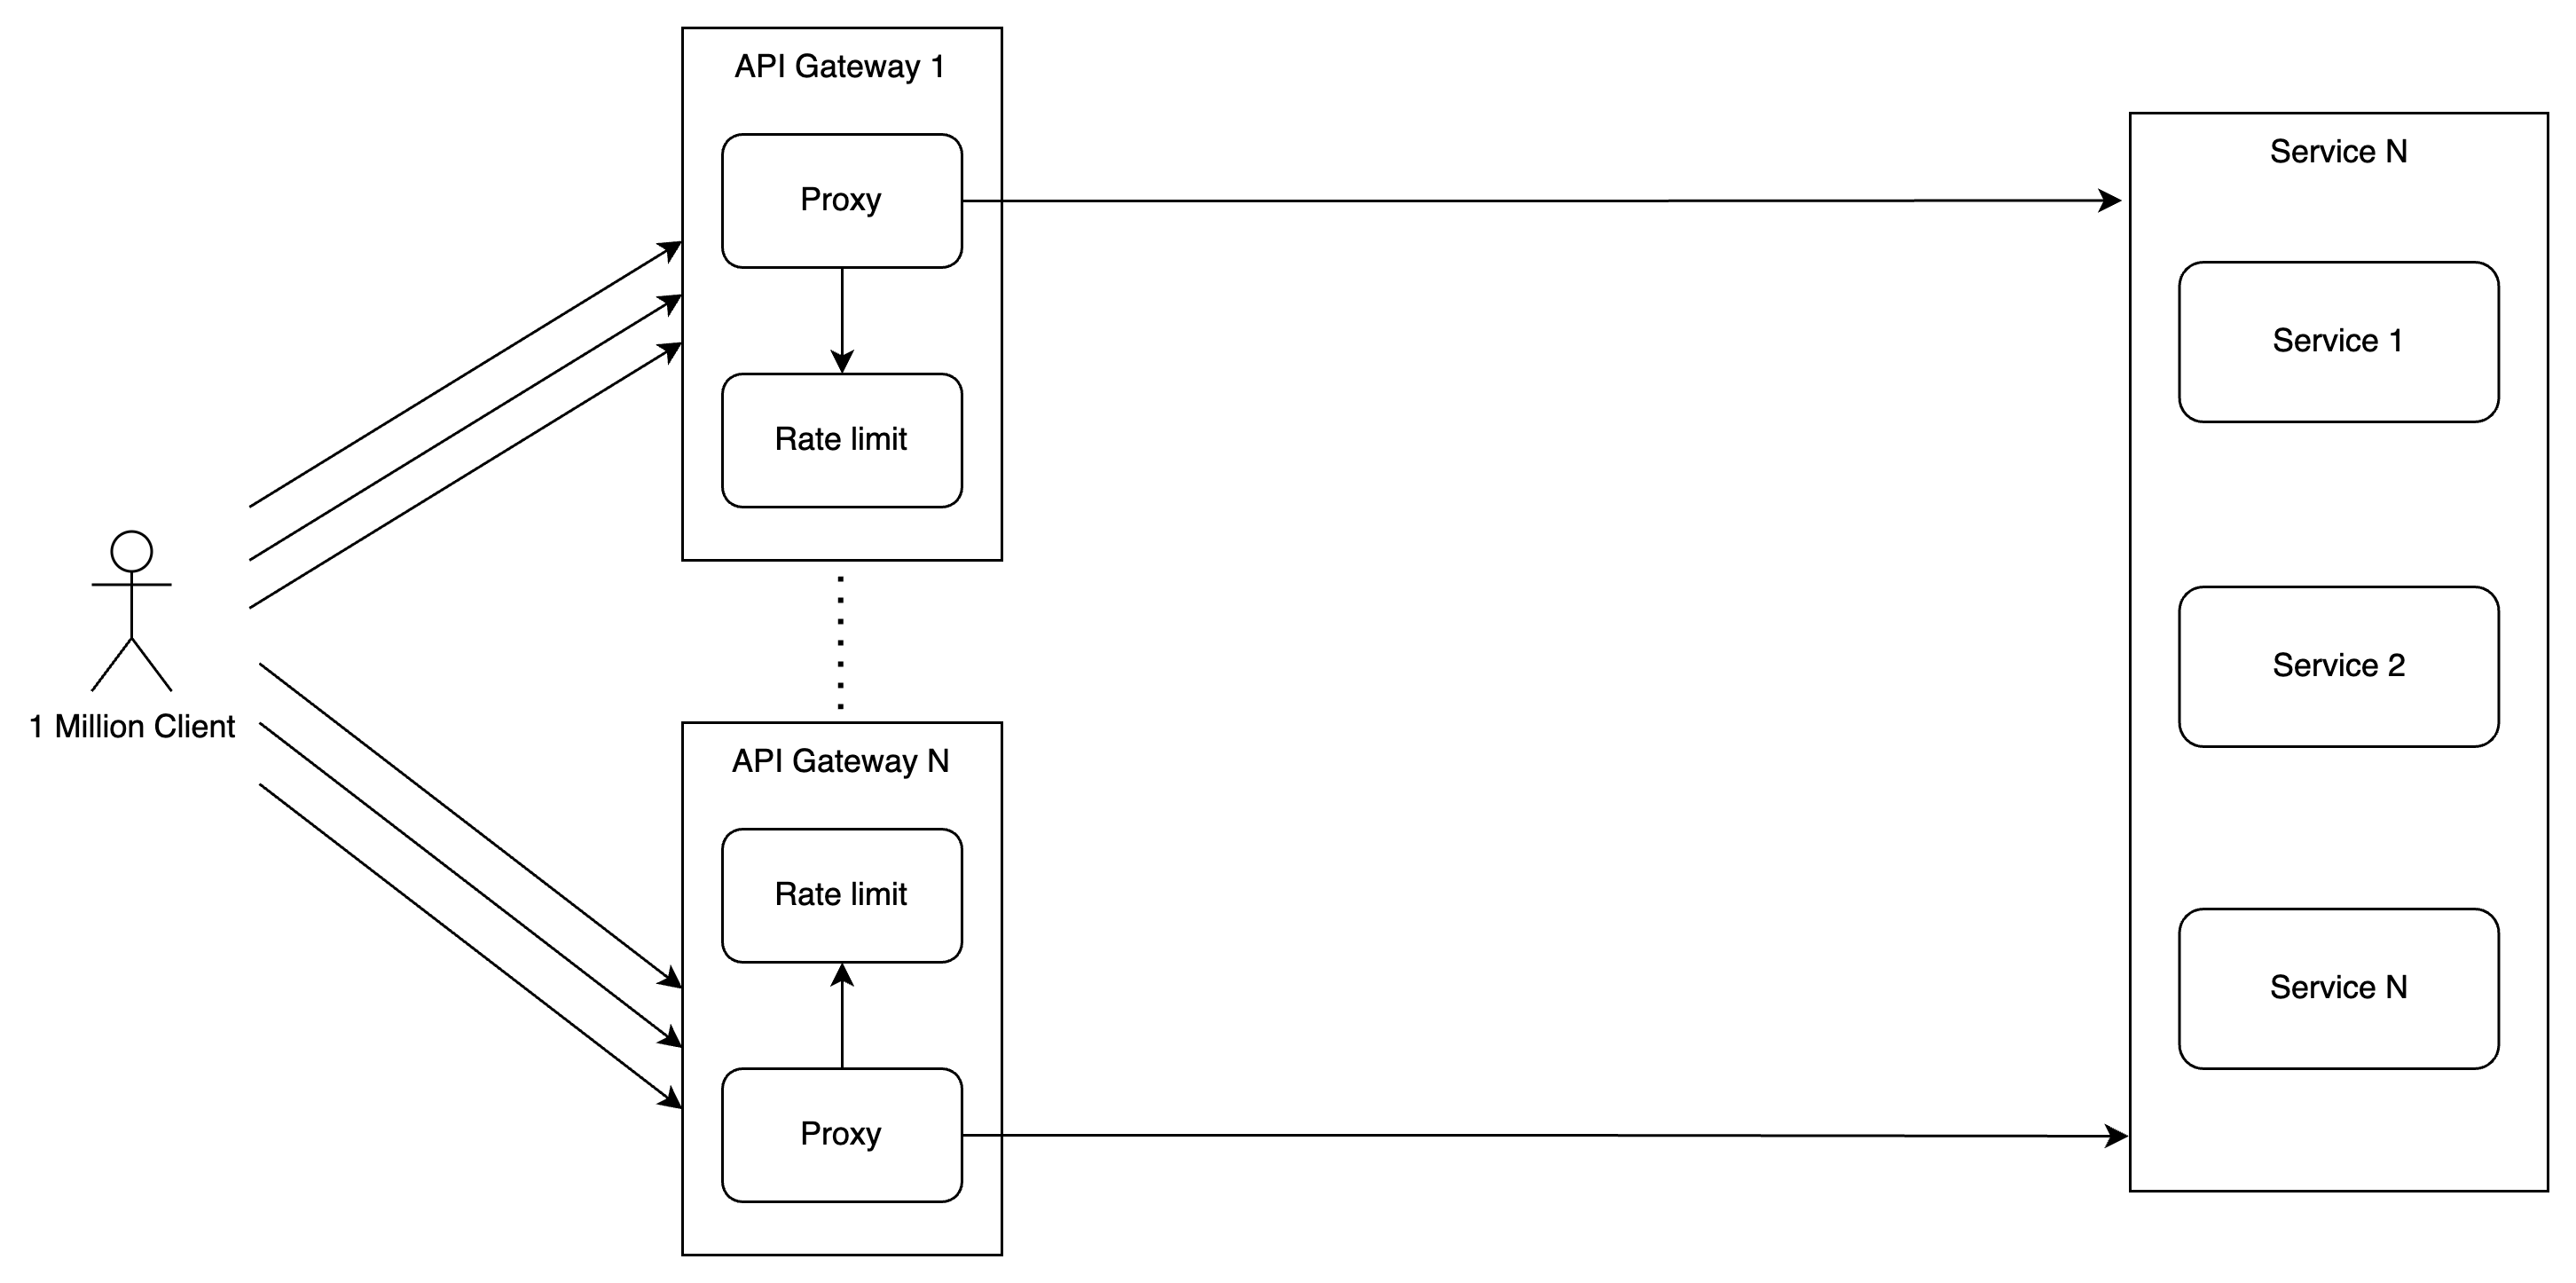 API Gateway 1
Proxy
Rate limit
1 Million Client
API Gateway N
Rate limit
Proxy
Service N
Service 1
Service 2
Service N